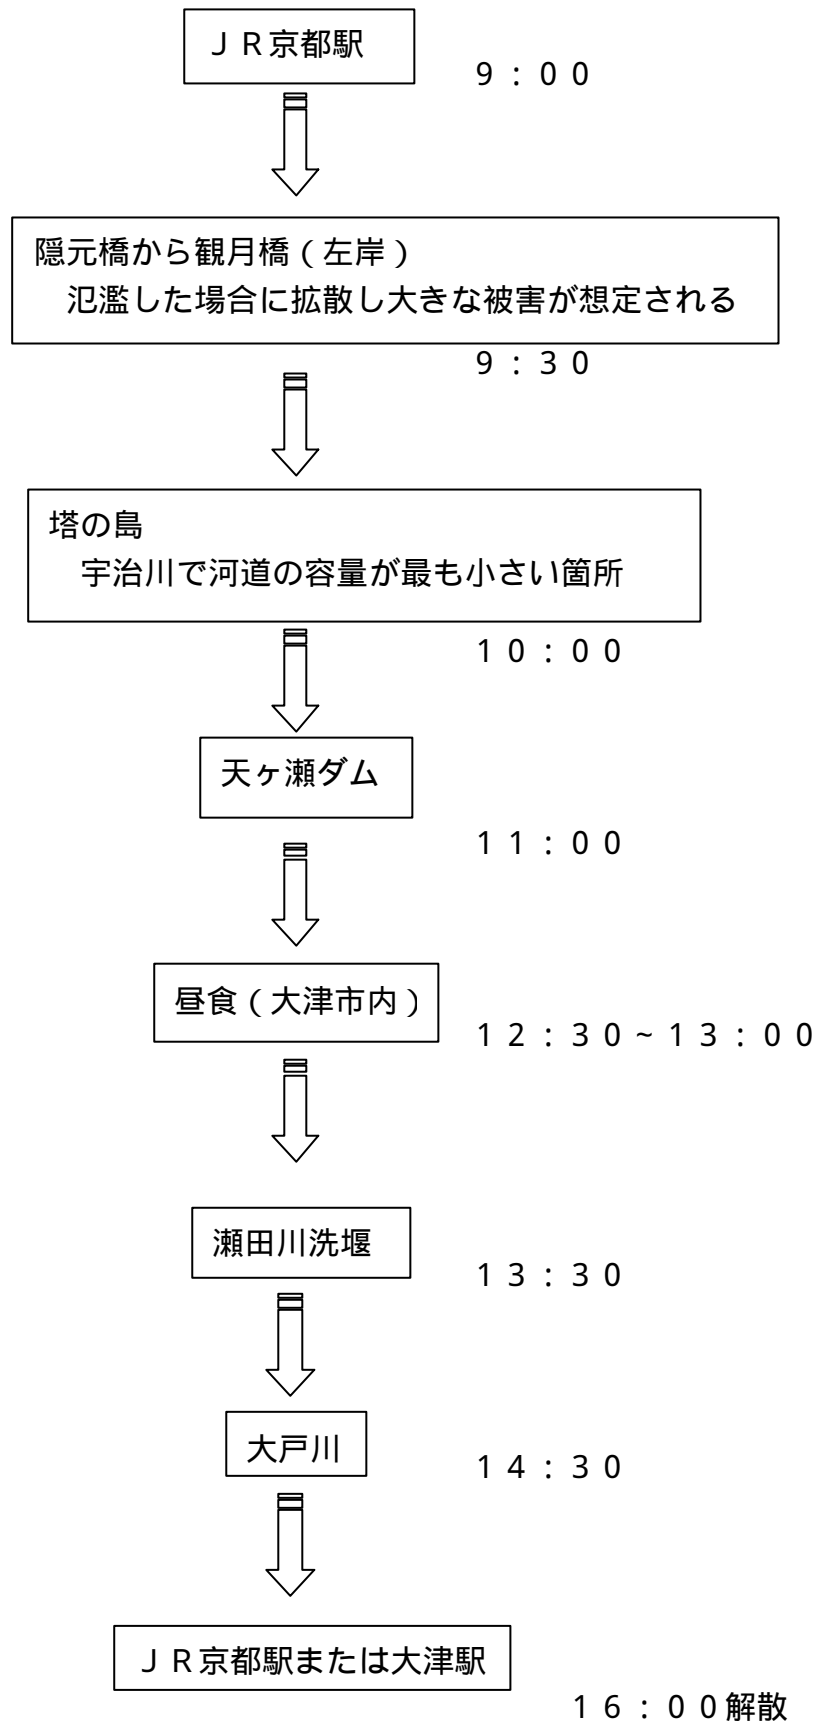 ＪＲ京都駅
９：００
隠元橋から観月橋（左岸）
氾濫した場合に拡散し大きな被害が想定される
９：３０
塔の島
宇治川で河道の容量が最も小さい箇所
１０：００
天ヶ瀬ダム
１１：００
昼食（大津市内）
１２：３０~１３：００
瀬田川洗堰
１３：３０
大戸川
１４：３０
ＪＲ京都駅または大津駅
１６：００解散